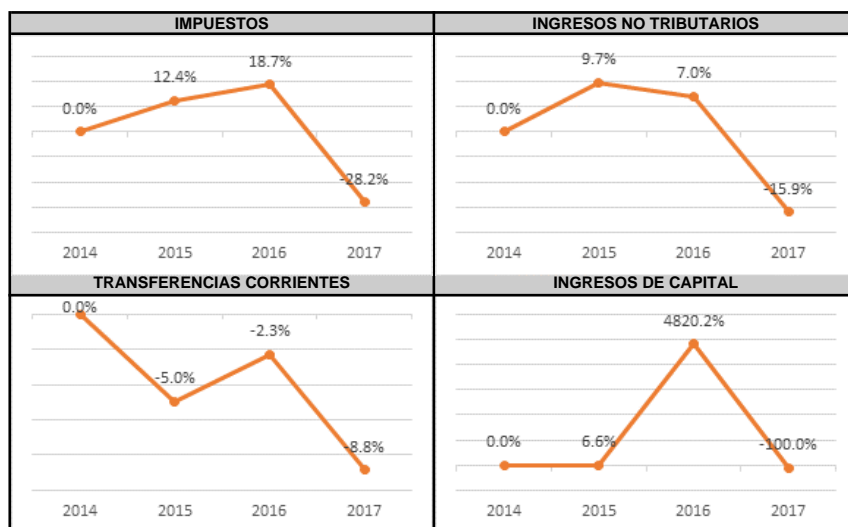 IMPUESTOS
0.0%
12.4%
18.7%
-28.2%
2014 2015 2016 2017
INGRESOS NO TRIBUTARIOS
0.0%
9.7%
7.0%
-15.9%
2014 2015 2016 2017
TRANSFERENCIAS CORRIENTES
0.0%
-5.0%
-2.3%
-8.8%
2014 2015 2016 2017
INGRESOS DE CAPITAL
0.0%
6.6%
4820.2%
-100.0%
2014 2015 2016 2017